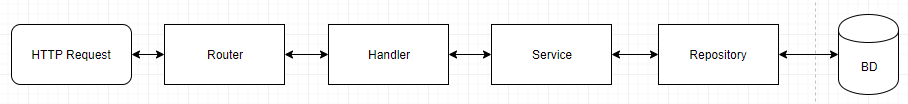 HTTP Request
Router
Handler
Service
Repository
BD